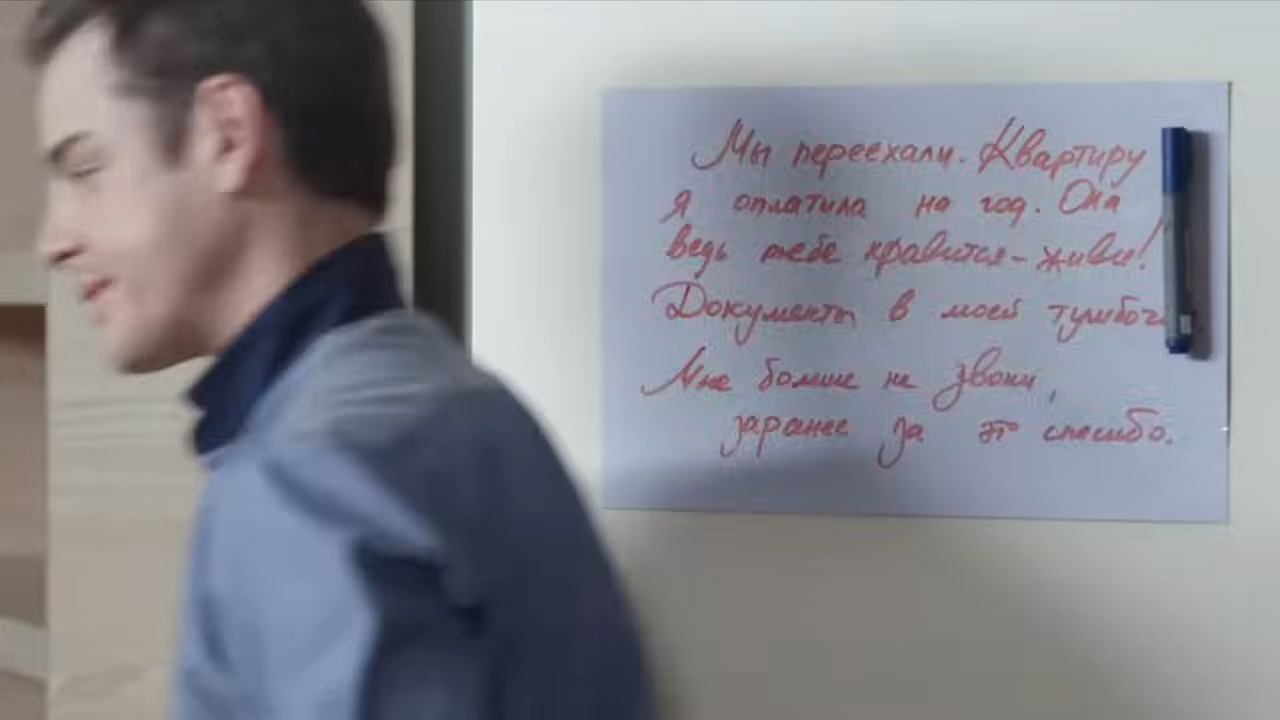 Мы переехали. Квартиру
я оплатила на год. Она
ведь тебе нравится - живи!
Документы в моей тумбоч
Мне больше не звони,
заранее за это спасибо.